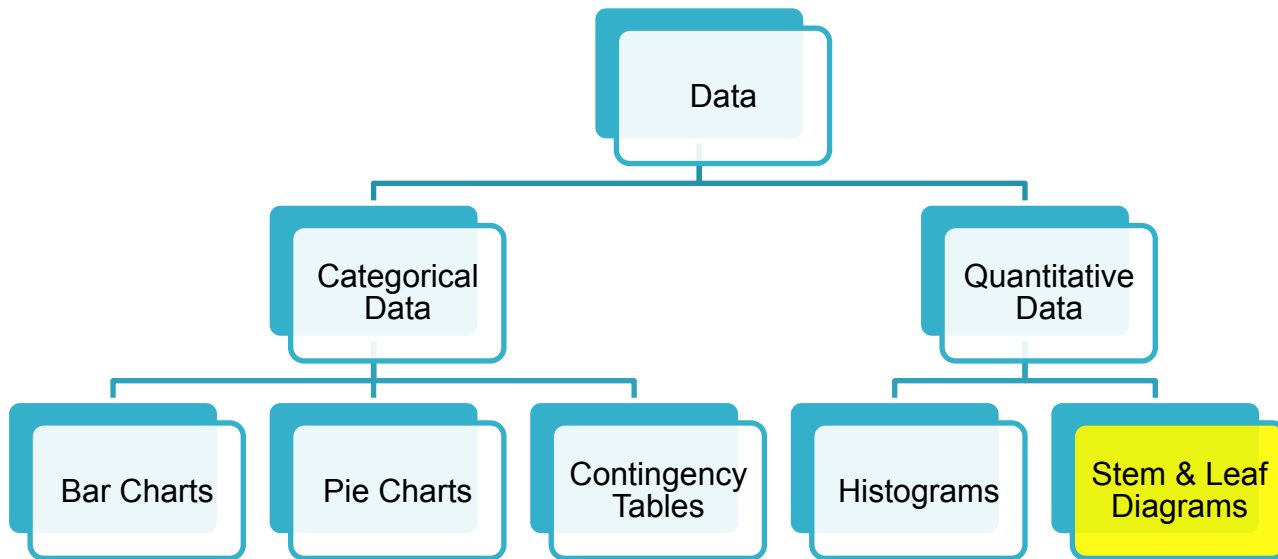 Data
Categorical
Data
Quantitative
Data
Bar Charts
Pie Charts
Contingency
Tables
Histograms
Stem & Leaf
Diagrams